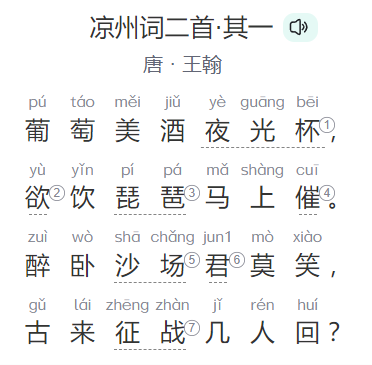 凉州词二首·其一
唐·王翰
pú táo měi jiǔ yè guāng bēi
葡萄美酒夜光杯①,
yù yǐn pí pá mǎ shàng cuī
欲②饮琵琶③马上催④。
zuì wò shā chǎng jun1 mò xiào
醉卧沙场⑤君⑥莫笑,
gǔ lái zhēng zhàn jǐ rén huí
古来征战⑦几人回?